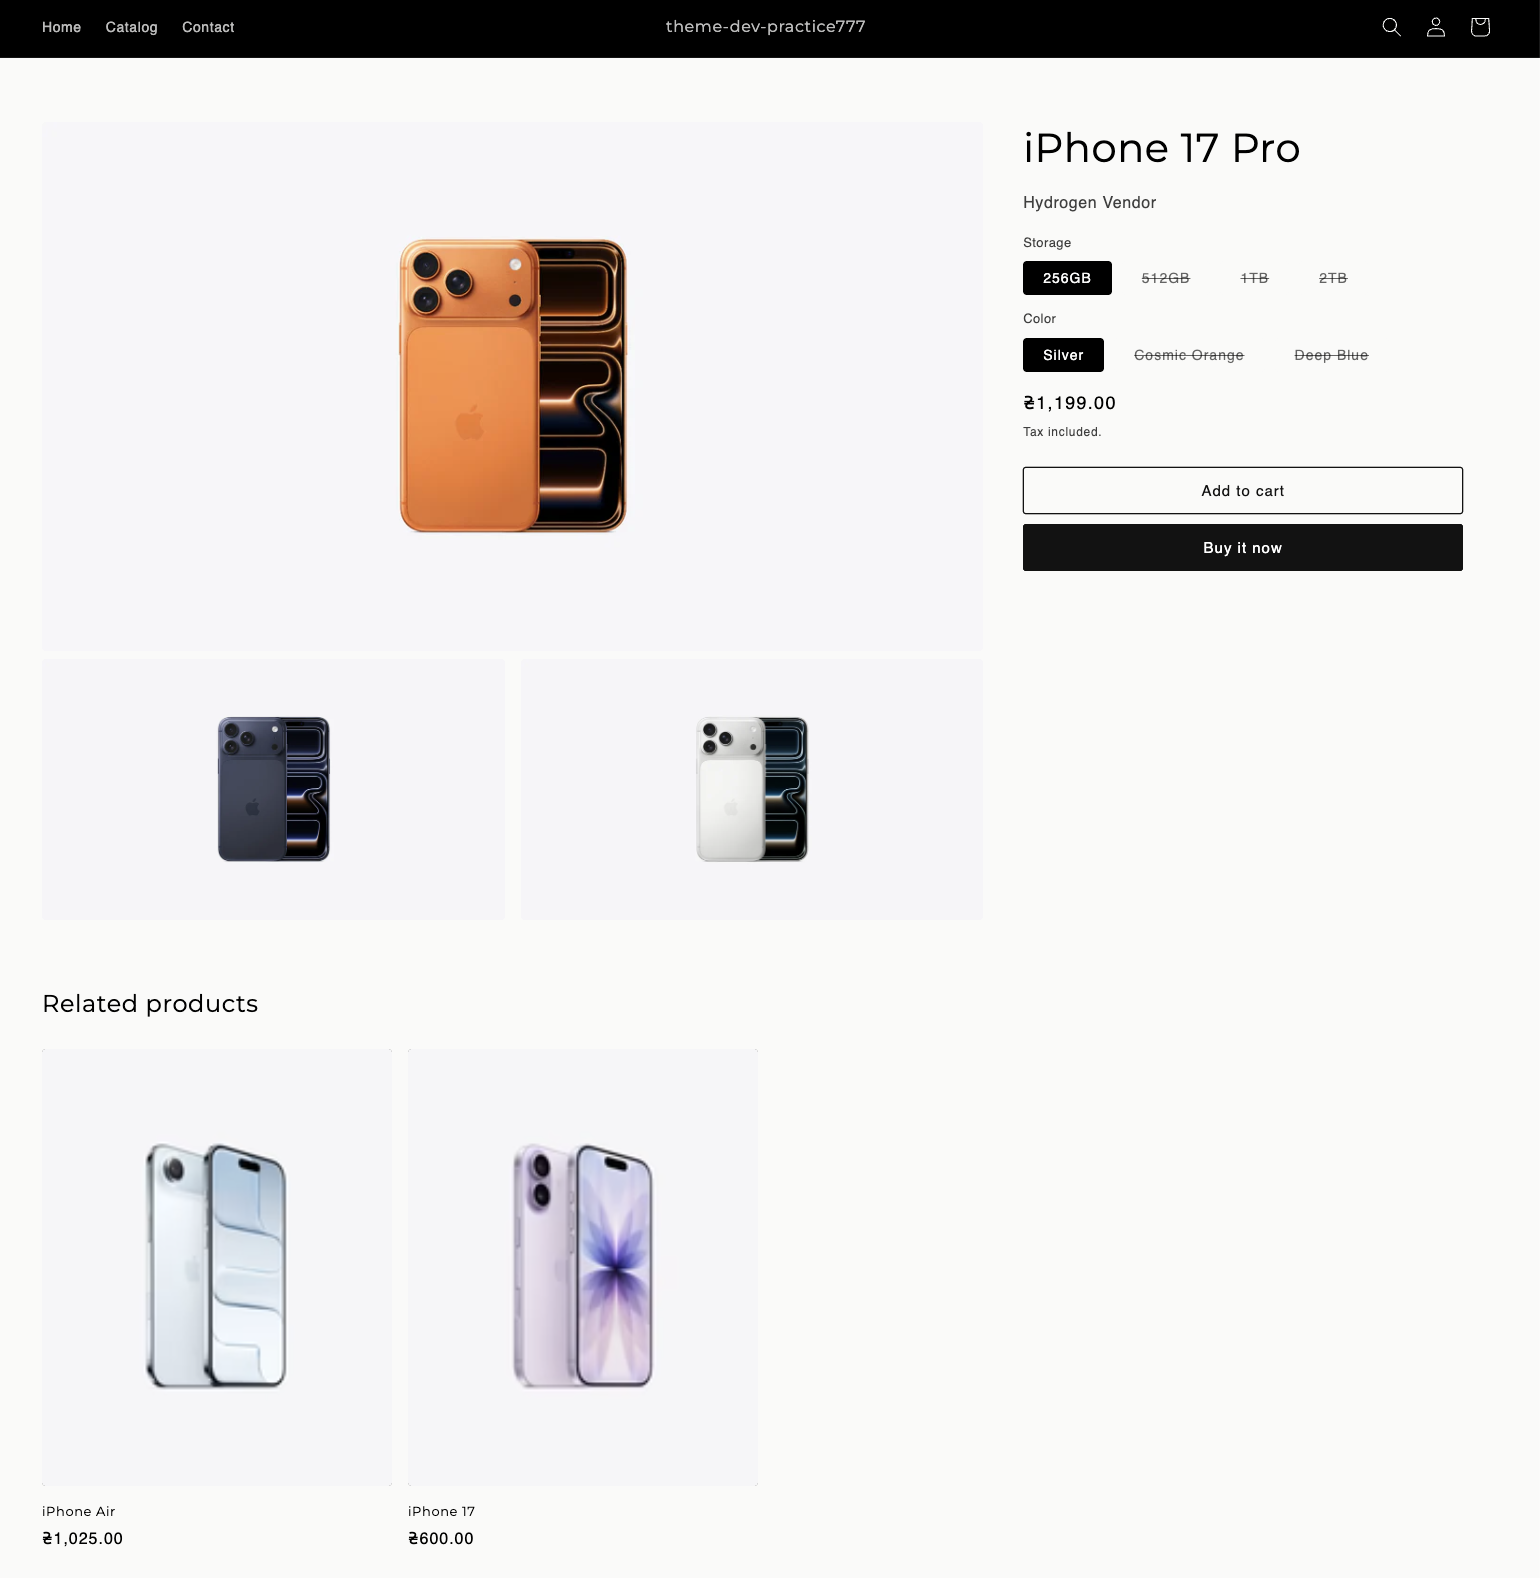 Home Catalog Contact
theme-dev-practice777
iPhone 17 Pro
Hydrogen Vendor
Storage
256GB 512GB 1TB 2TB
Color
Silver Cosmic Orange Deep Blue
₴1,199.00
Tax included.
Add to cart
Buy it now
Related products
iPhone Air
₴1,025.00
iPhone 17
₴600.00